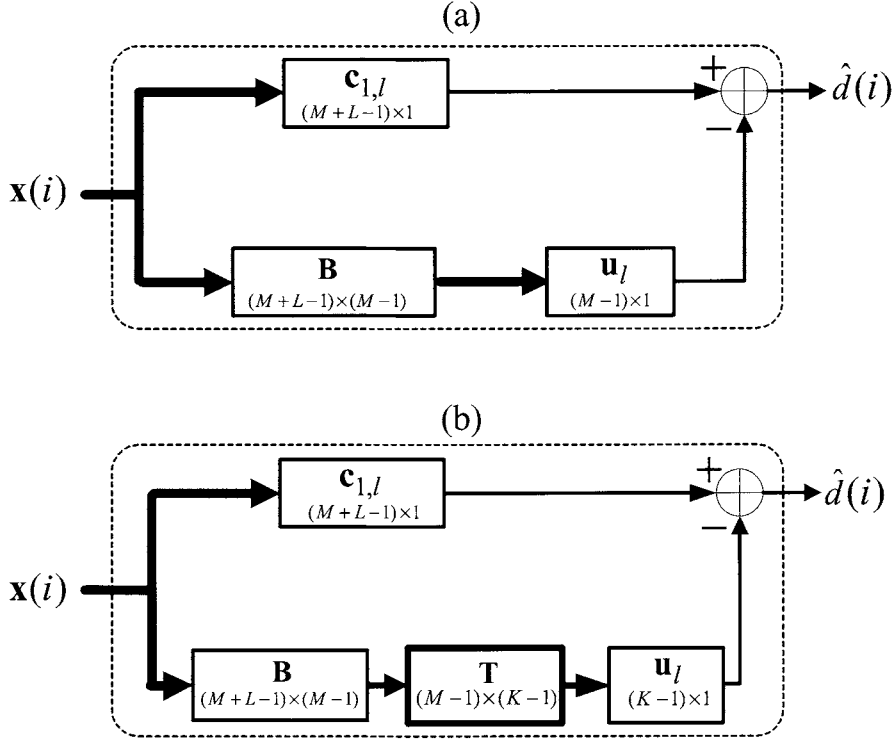 (a)
𝐜₁,ₗ
(M+L−1)×1
+
d̂(i)
−
𝐱(i)
𝐁
(M+L−1)×(M−1)
𝐮ₗ
(M−1)×1
(b)
𝐜₁,ₗ
(M+L−1)×1
+
d̂(i)
−
𝐱(i)
𝐁
(M+L−1)×(M−1)
𝐓
(M−1)×(K−1)
𝐮ₗ
(K−1)×1